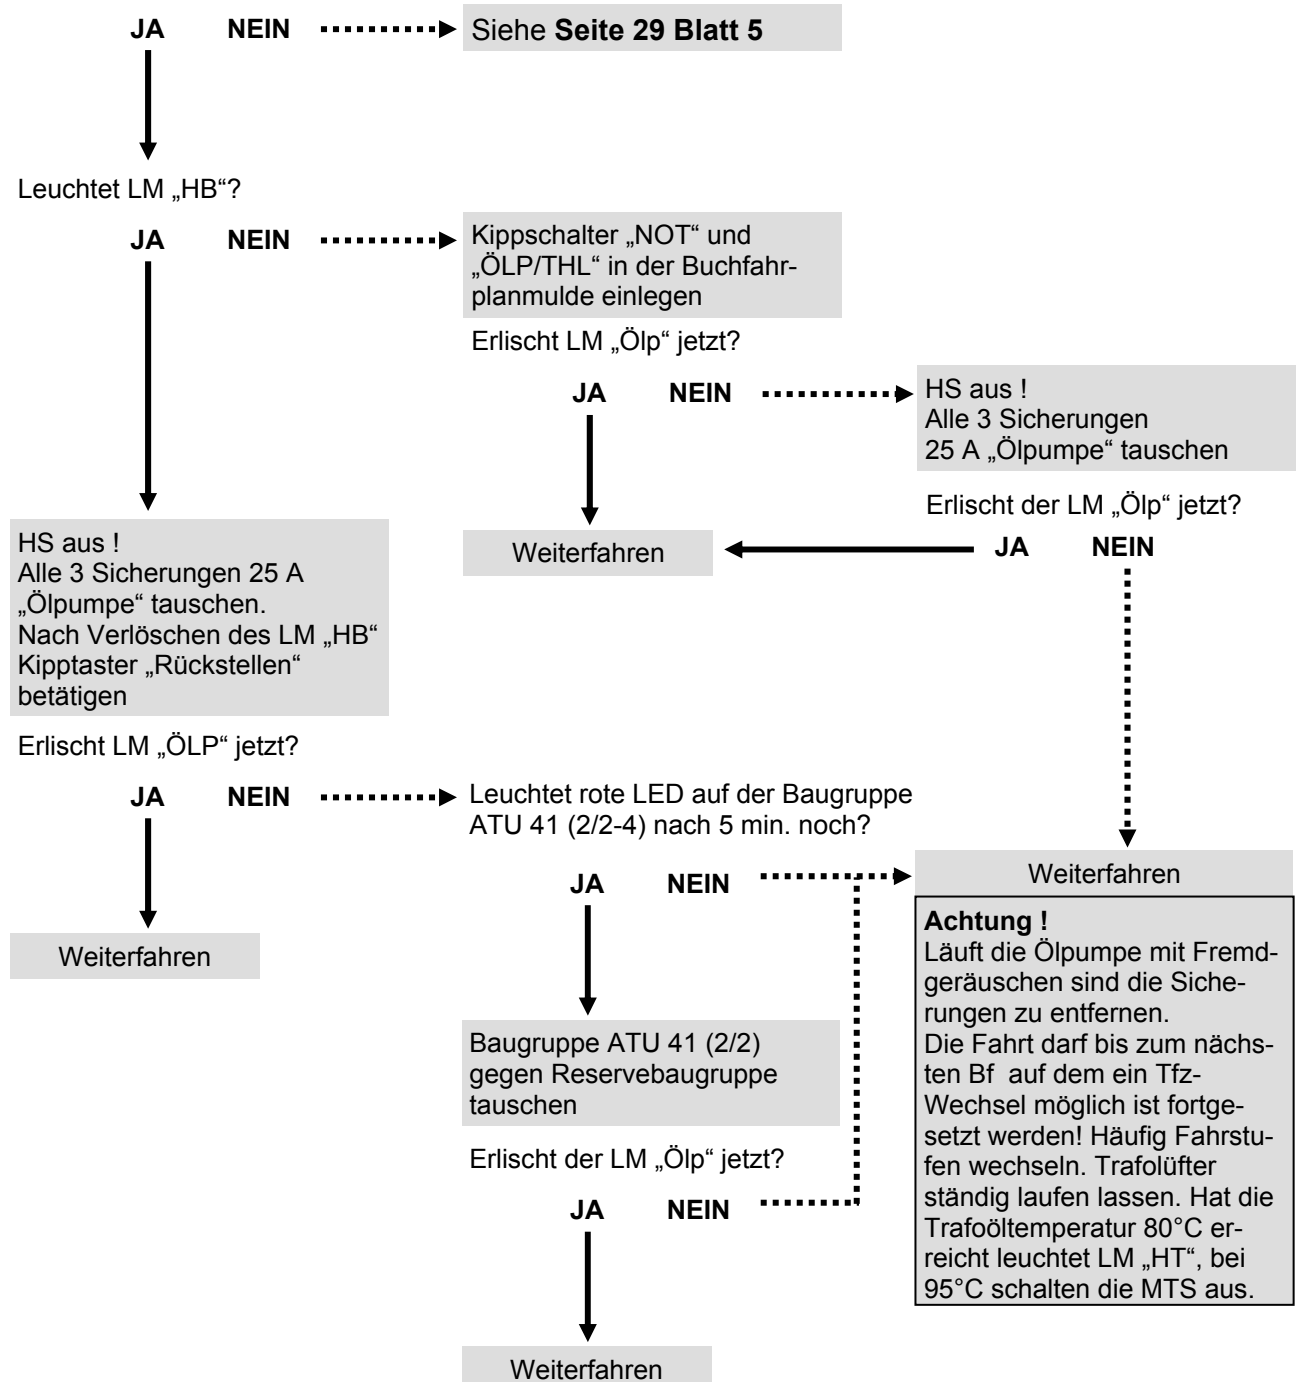 JA NEIN Siehe Seite 29 Blatt 5
Leuchtet LM „HB“?
JA NEIN
Kippschalter „NOT“ und
„ÖLP/THL“ in der Buchfahr-
planmulde einlegen
Erlischt LM „Ölp“ jetzt?
JA NEIN
HS aus !
Alle 3 Sicherungen
25 A „Ölpumpe“ tauschen
Erlischt der LM „Ölp“ jetzt?
JA NEIN
Weiterfahren
HS aus !
Alle 3 Sicherungen 25 A
„Ölpumpe“ tauschen.
Nach Verlöschen des LM „HB“
Kipptaster „Rückstellen“
betätigen
Erlischt LM „ÖLP“ jetzt?
JA NEIN
Leuchtet rote LED auf der Baugruppe
ATU 41 (2/2-4) nach 5 min. noch?
JA NEIN
Weiterfahren
Weiterfahren
Achtung !
Läuft die Ölpumpe mit Fremd-
geräuschen sind die Siche-
rungen zu entfernen.
Die Fahrt darf bis zum nächs-
ten Bf auf dem ein Tfz-
Wechsel möglich ist fortge-
setzt werden! Häufig Fahrstu-
fen wechseln. Trafolüfter
ständig laufen lassen. Hat die
Trafoöltemperatur 80°C er-
reicht leuchtet LM „HT“, bei
95°C schalten die MTS aus.
Baugruppe ATU 41 (2/2)
gegen Reservebaugruppe
tauschen
Erlischt der LM „Ölp“ jetzt?
JA NEIN
Weiterfahren